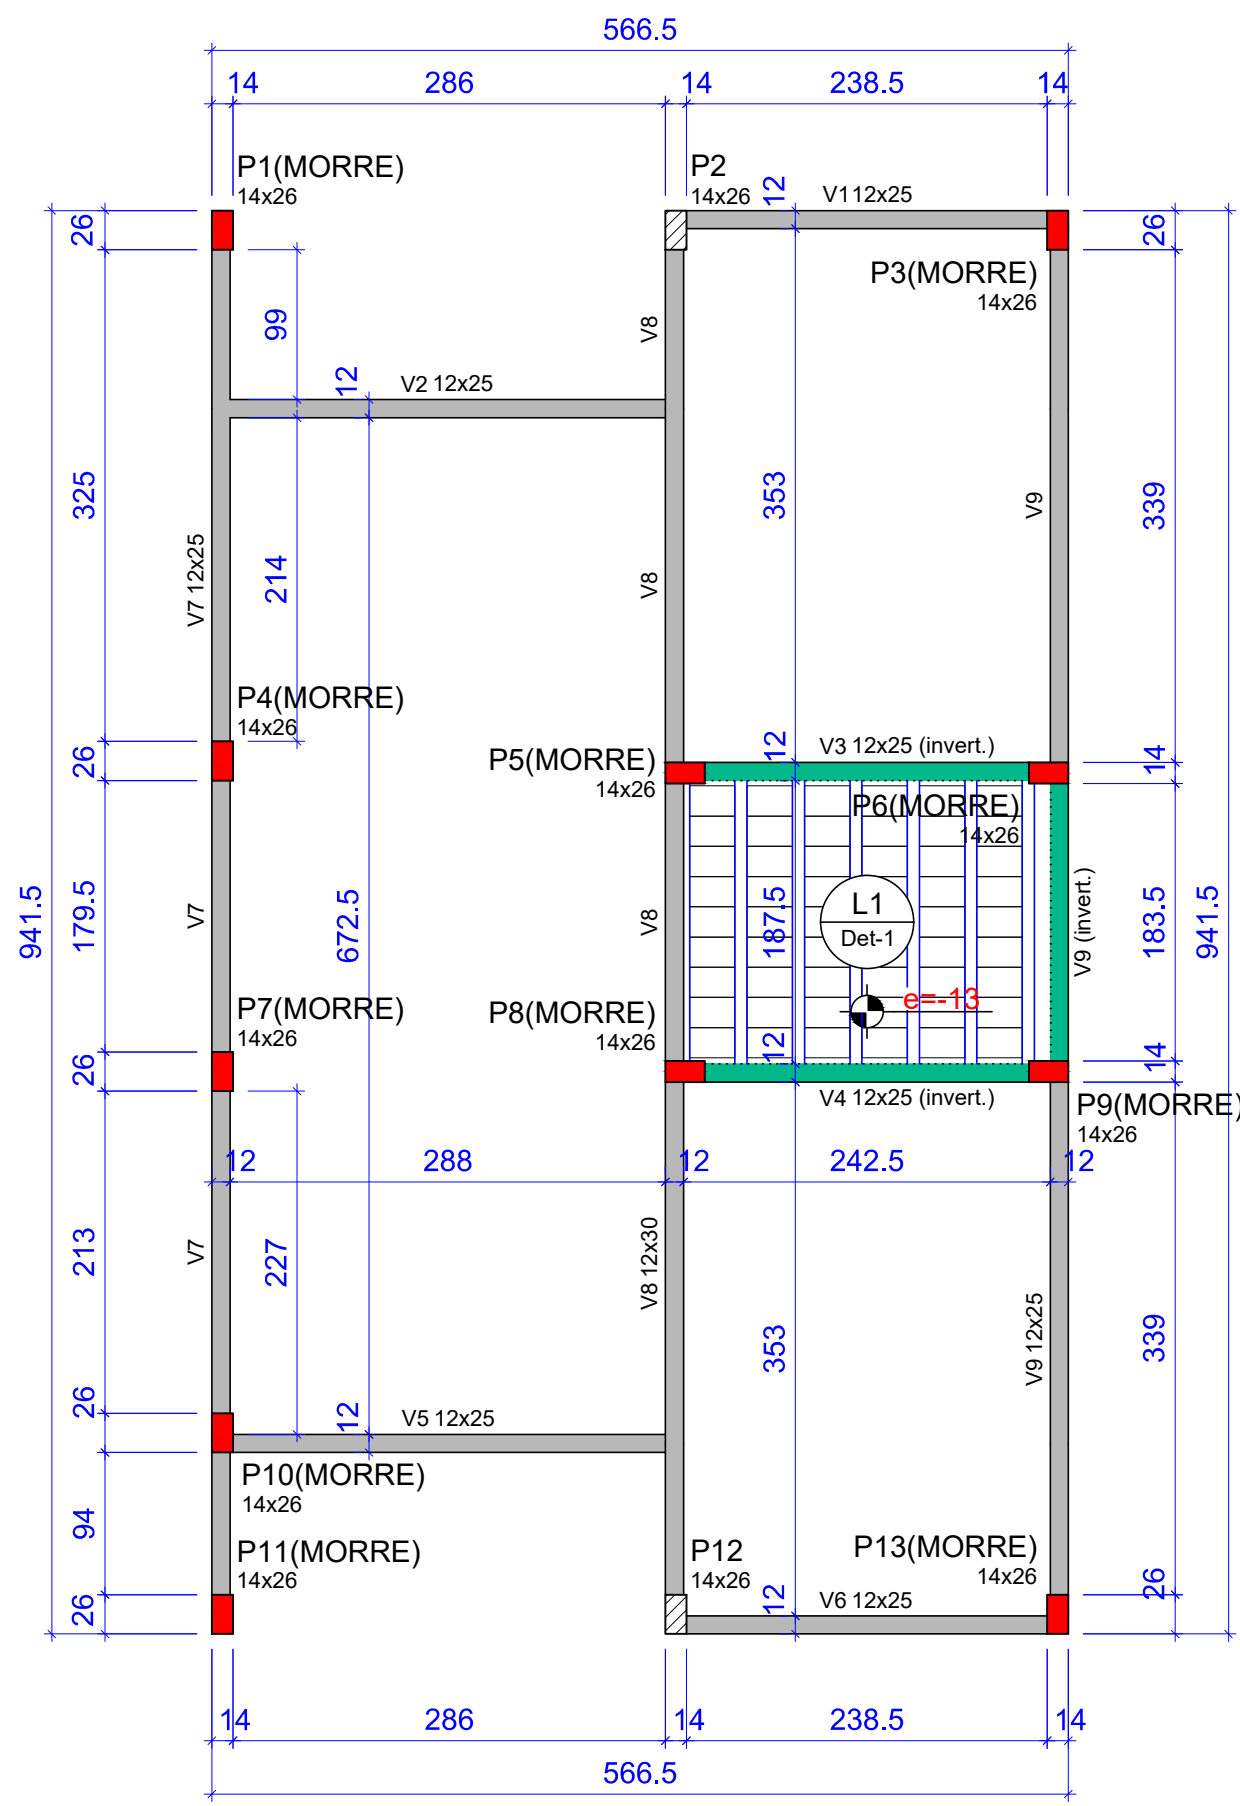 566.5
14
286
14
238.5
14
P1(MORRE)
14x26
P2
14x26
12
V112x25
26
26
P3(MORRE)
14x26
99
V8
12
V2 12x25
325
353
V9
339
214
V8
V7 12x25
P4(MORRE)
14x26
26
P5(MORRE)
14x26
12
V3 12x25 (invert.)
14
P6(MORRE)
14x26
941.5
179.5
V7
672.5
V8
187.5
L1
Det-1
V9 (invert.)
183.5
941.5
e=-13
P7(MORRE)
14x26
P8(MORRE)
14x26
26
12
14
V4 12x25 (invert.)
P9(MORRE)
14x26
12
288
12
242.5
12
213
V7
227
V8 12x30
353
V9 12x25
339
26
12
V5 12x25
P10(MORRE)
14x26
94
P11(MORRE)
14x26
P12
14x26
P13(MORRE)
14x26
26
12
V6 12x25
26
14
286
14
238.5
14
566.5